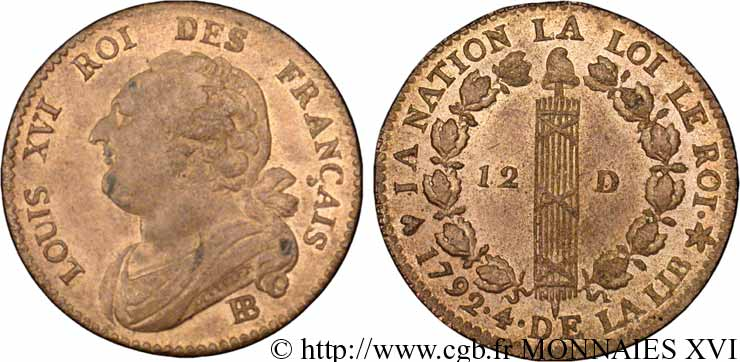 LOUIS XVI ROI DES FRANÇAIS
BB
LA NATION LA LOI LE ROI.
12 D
1792.4. DE LA LIB
© http://www.cgb.fr MONNAIES XVI